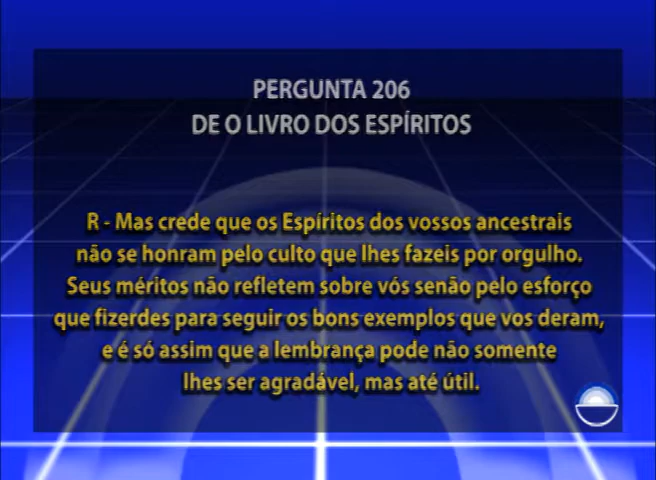 PERGUNTA 206
DE O LIVRO DOS ESPÍRITOS
R - Mas crede que os Espíritos dos vossos ancestrais
não se honram pelo culto que lhes fazeis por orgulho.
Seus méritos não refletem sobre vós senão pelo esforço
que fizerdes para seguir os bons exemplos que vos deram,
e é só assim que a lembrança pode não somente
lhes ser agradável, mas até útil.